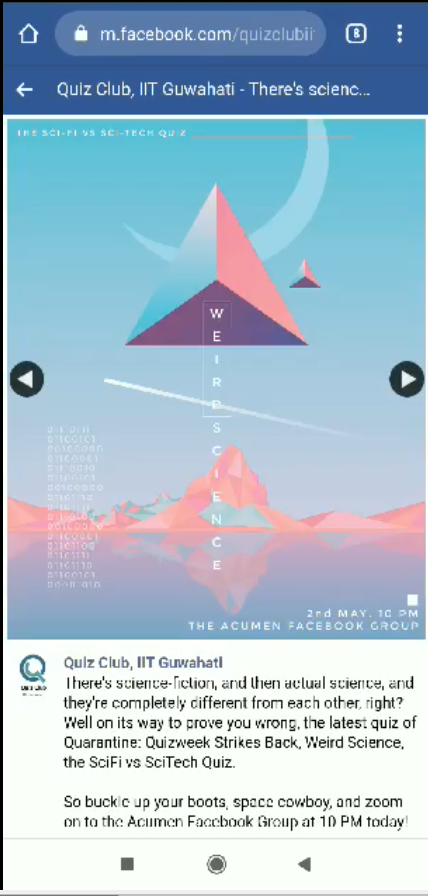 m.facebook.com/quizclubii
8
Quiz Club, IIT Guwahati - There's scienc...
THE SCI-FI VS SCI-TECH QUIZ
W
E
I
R
D
S
C
I
E
N
C
E
2nd MAY, 10 PM
THE ACUMEN FACEBOOK GROUP
Quiz Club
Quiz Club, IIT Guwahati
There's science-fiction, and then actual science, and
they're completely different from each other, right?
Well on its way to prove you wrong, the latest quiz of
Quarantine: Quizweek Strikes Back, Weird Science,
the SciFi vs SciTech Quiz.
So buckle up your boots, space cowboy, and zoom
on to the Acumen Facebook Group at 10 PM today!